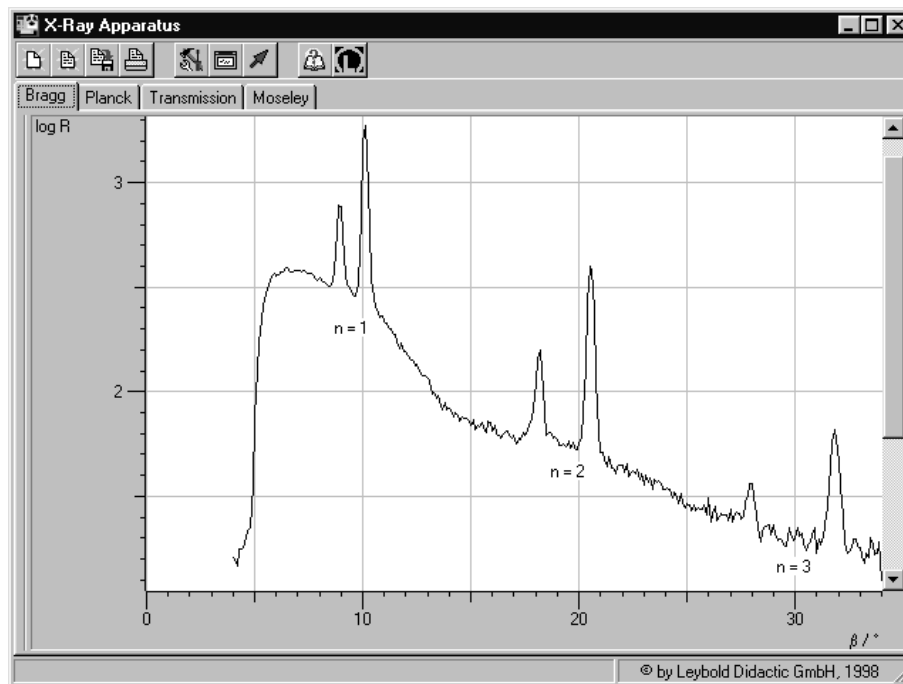 X-Ray Apparatus
Bragg Planck Transmission Moseley
log R
3
n = 1
2
n = 2
n = 3
0 10 20 30
β / °
© by Leybold Didactic GmbH, 1998